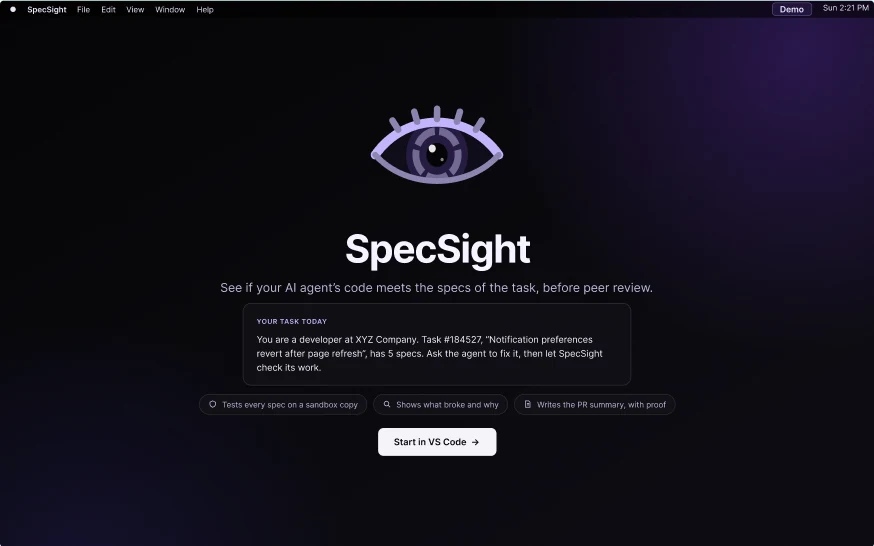 SpecSight File Edit View Window Help Demo Sun 2:21 PM
SpecSight
See if your AI agent’s code meets the specs of the task, before peer review.
YOUR TASK TODAY
You are a developer at XYZ Company. Task #184527, “Notification preferences
revert after page refresh”, has 5 specs. Ask the agent to fix it, then let SpecSight
check its work.
Tests every spec on a sandbox copy Shows what broke and why Writes the PR summary, with proof
Start in VS Code →